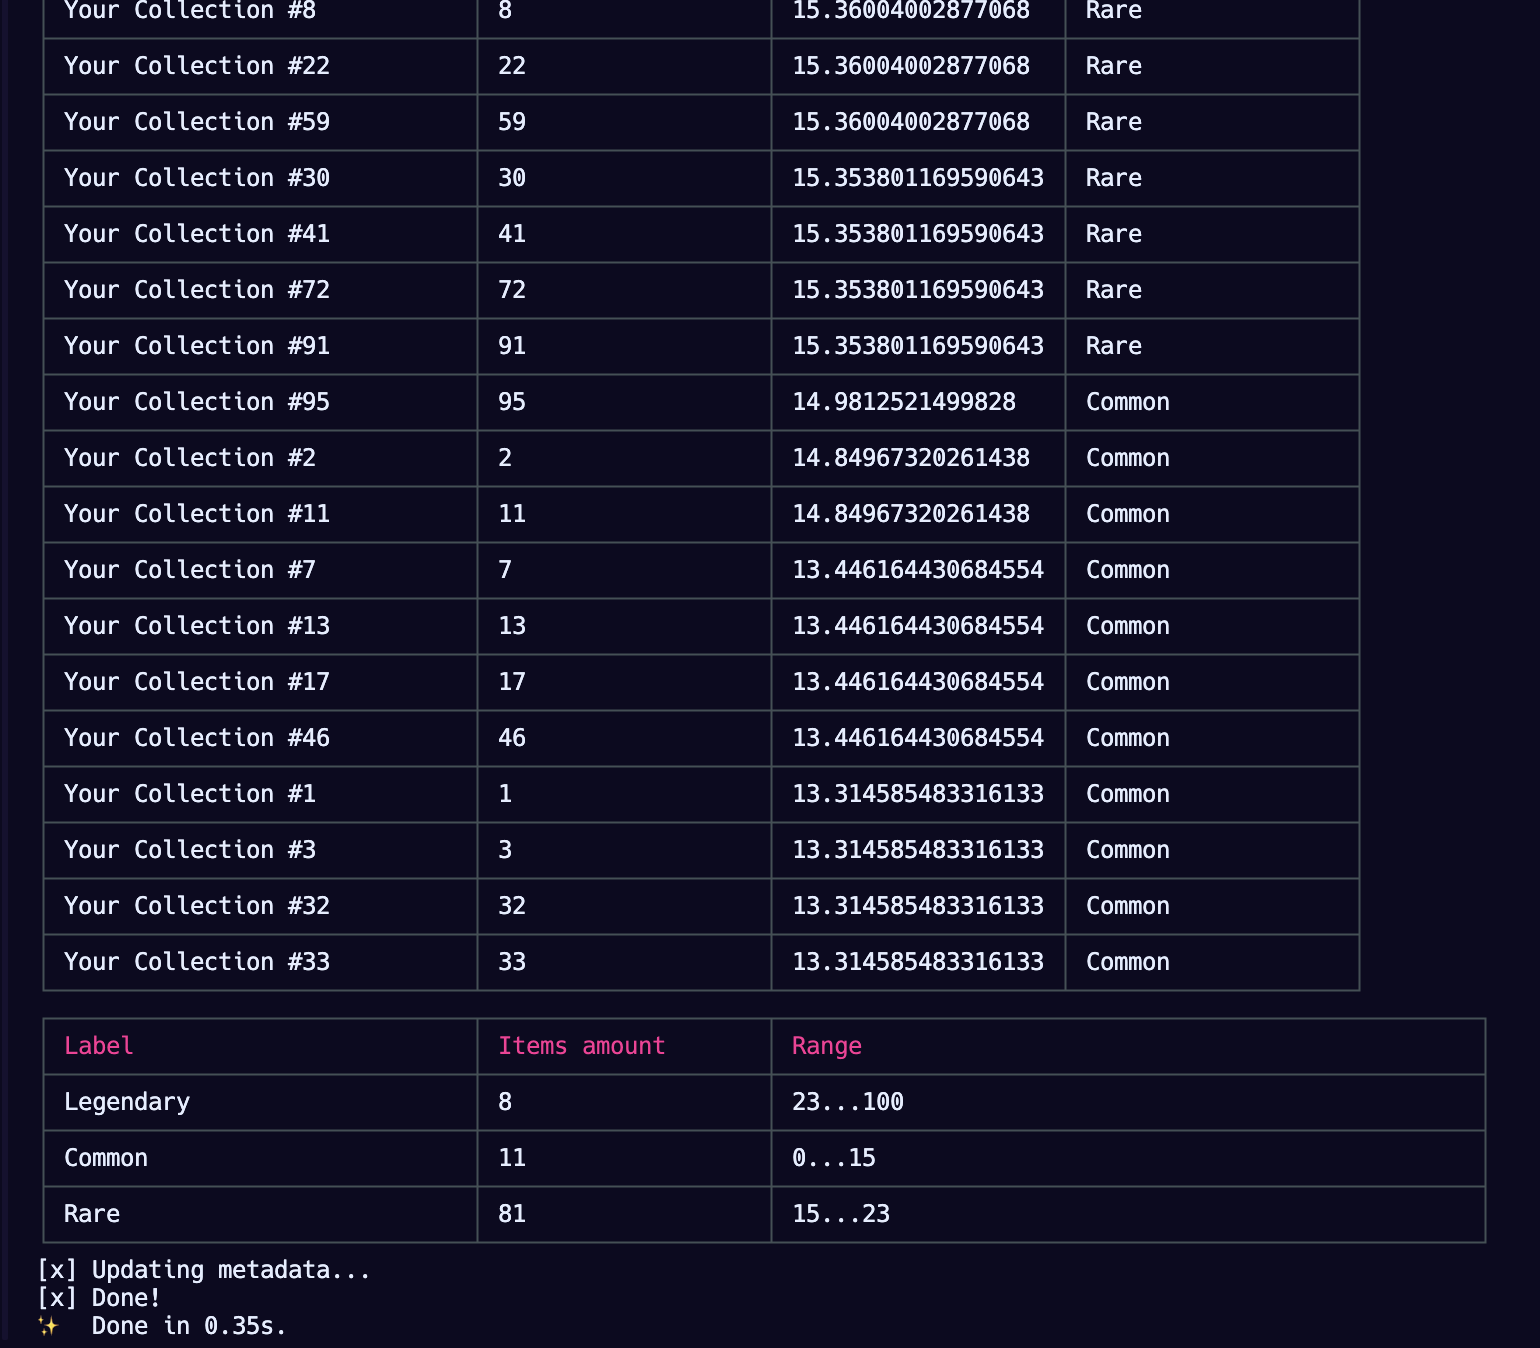 Your Collection #8 8 15.36004002877068 Rare
Your Collection #22 22 15.36004002877068 Rare
Your Collection #59 59 15.36004002877068 Rare
Your Collection #30 30 15.353801169590643 Rare
Your Collection #41 41 15.353801169590643 Rare
Your Collection #72 72 15.353801169590643 Rare
Your Collection #91 91 15.353801169590643 Rare
Your Collection #95 95 14.9812521499828 Common
Your Collection #2 2 14.84967320261438 Common
Your Collection #11 11 14.84967320261438 Common
Your Collection #7 7 13.446164430684554 Common
Your Collection #13 13 13.446164430684554 Common
Your Collection #17 17 13.446164430684554 Common
Your Collection #46 46 13.446164430684554 Common
Your Collection #1 1 13.314585483316133 Common
Your Collection #3 3 13.314585483316133 Common
Your Collection #32 32 13.314585483316133 Common
Your Collection #33 33 13.314585483316133 Common
Label Items amount Range
Legendary 8 23...100
Common 11 0...15
Rare 81 15...23
[x] Updating metadata...
[x] Done!
✨ Done in 0.35s.